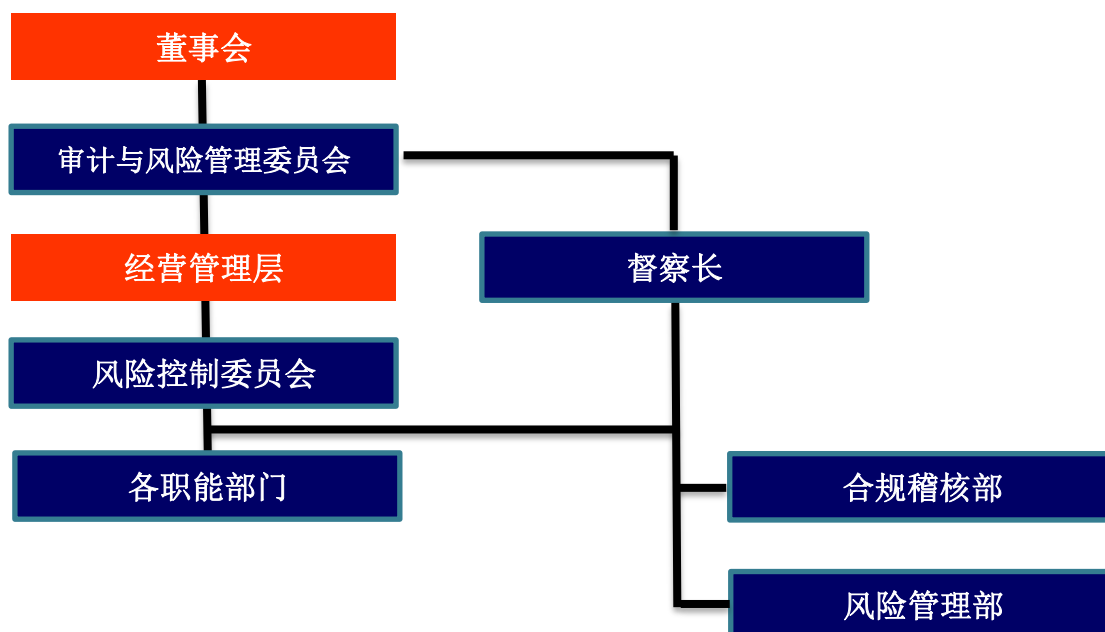 董事会
审计与风险管理委员会
经营管理层
督察长
风险控制委员会
各职能部门
合规稽核部
风险管理部